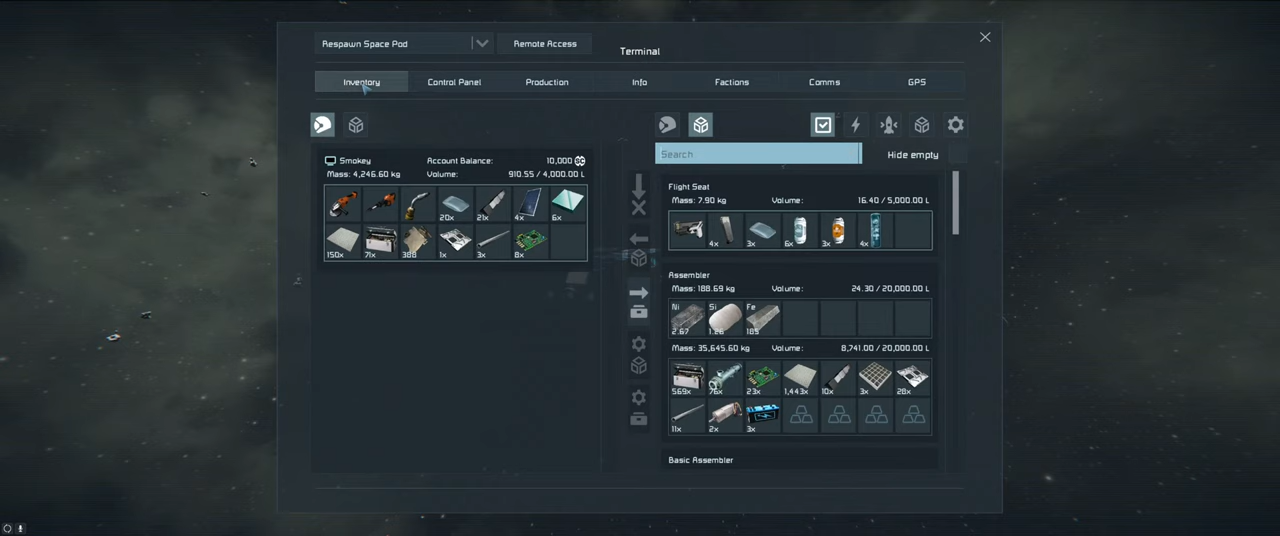 Respawn Space Pod
Remote Access
Terminal
Inventory
Control Panel
Production
Info
Factions
Comms
GPS
Search
Hide empty
Smokey
Account Balance: 10,000
Mass: 4,246.60 kg
Volume: 910.55 / 4,000.00 L
20x
21x
4x
6x
150x
71x
388
1x
3x
8x
Flight Seat
Mass: 7.90 kg
Volume: 16.40 / 5,000.00 L
4x
3x
6x
3x
4x
Assembler
Mass: 188.69 kg
Volume: 24.30 / 20,000.00 L
Ni
Si
Fe
2.67
1.26
185
Mass: 35,645.60 kg
Volume: 8,741.00 / 20,000.00 L
569x
76x
23x
1,443x
10x
3x
28x
11x
2x
3x
Basic Assembler